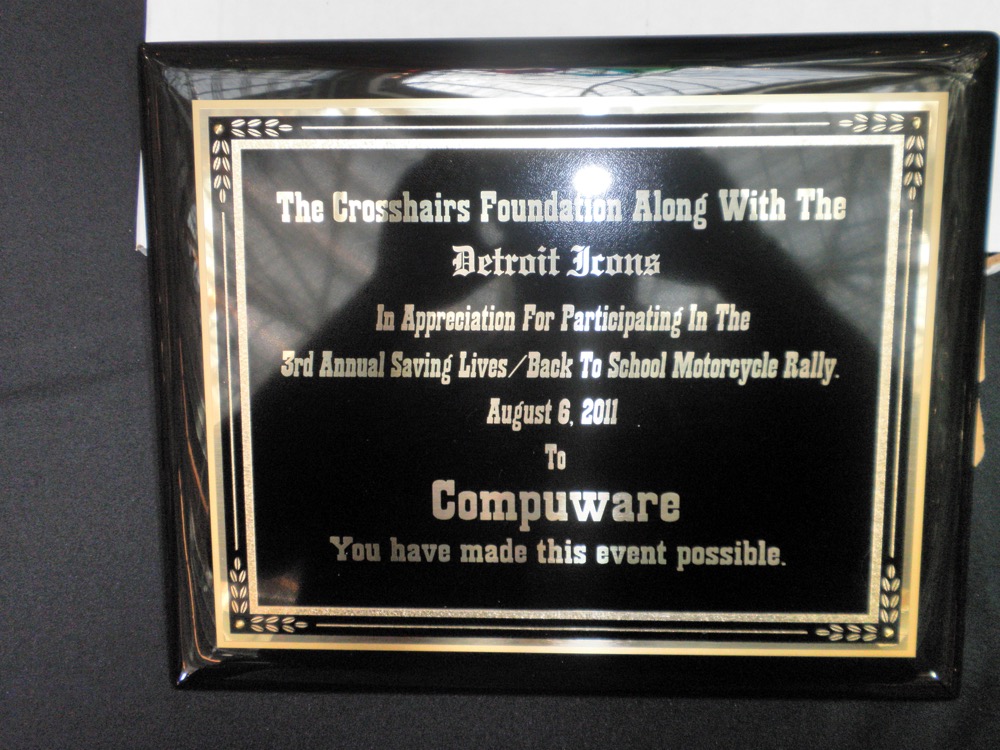 The Crosshairs Foundation Along With The
Detroit Icons
In Appreciation For Participating In The
3rd Annual Saving Lives/Back To School Motorcycle Rally.
August 6, 2011
To
Compuware
You have made this event possible.